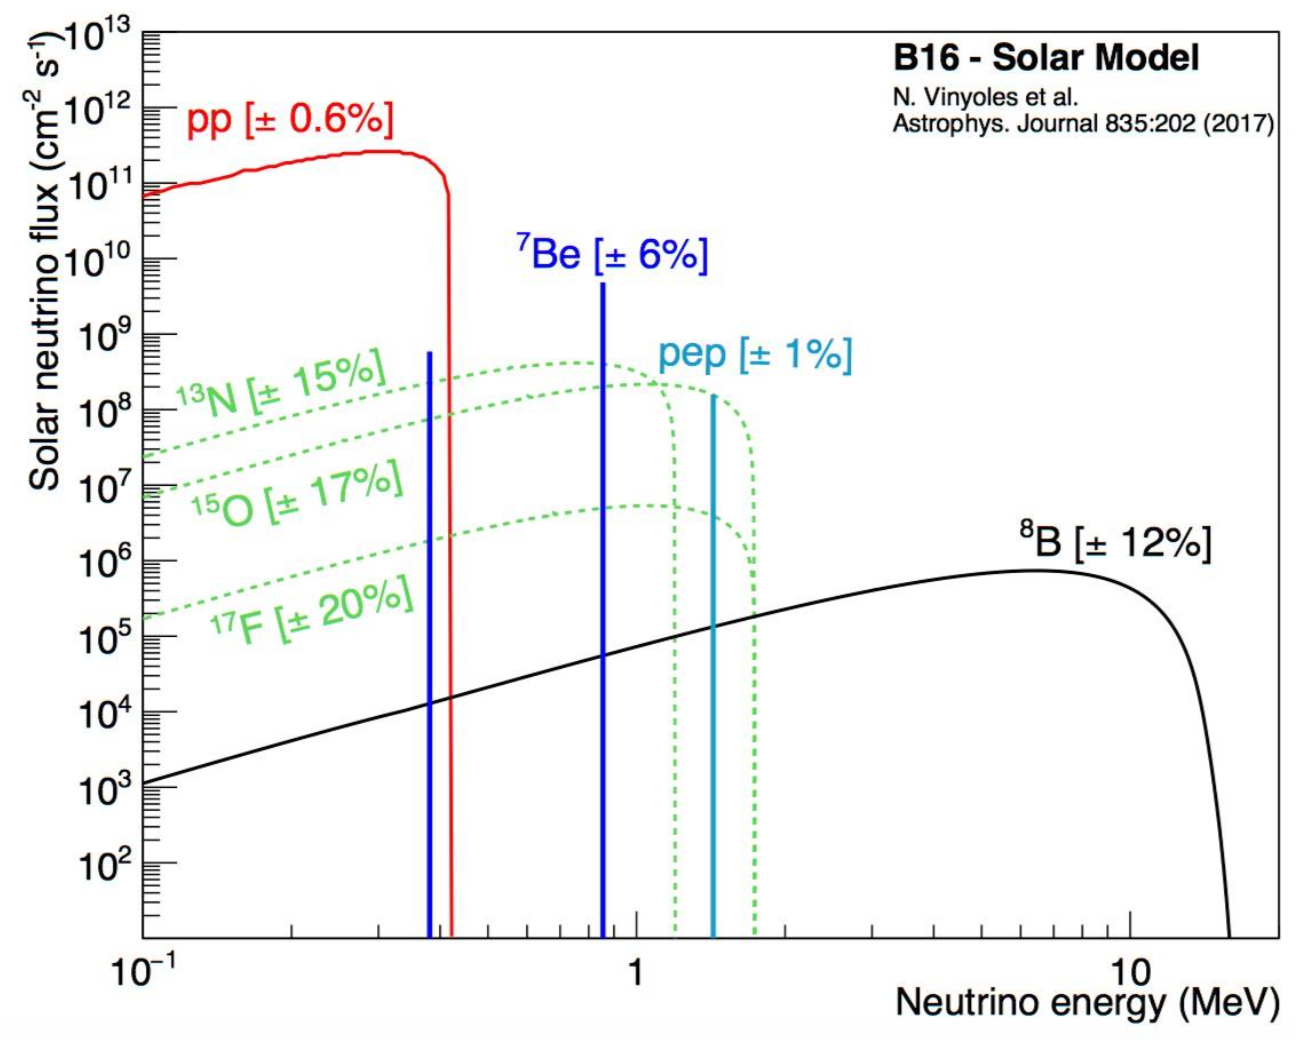 B16 - Solar Model
N. Vinyoles et al.
Astrophys. Journal 835:202 (2017)
Solar neutrino flux (cm⁻² s⁻¹)
10¹³
10¹²
10¹¹
10¹⁰
10⁹
10⁸
10⁷
10⁶
10⁵
10⁴
10³
10²
pp [± 0.6%]
⁷Be [± 6%]
pep [± 1%]
¹³N [± 15%]
¹⁵O [± 17%]
¹⁷F [± 20%]
⁸B [± 12%]
10⁻¹
1
10
Neutrino energy (MeV)